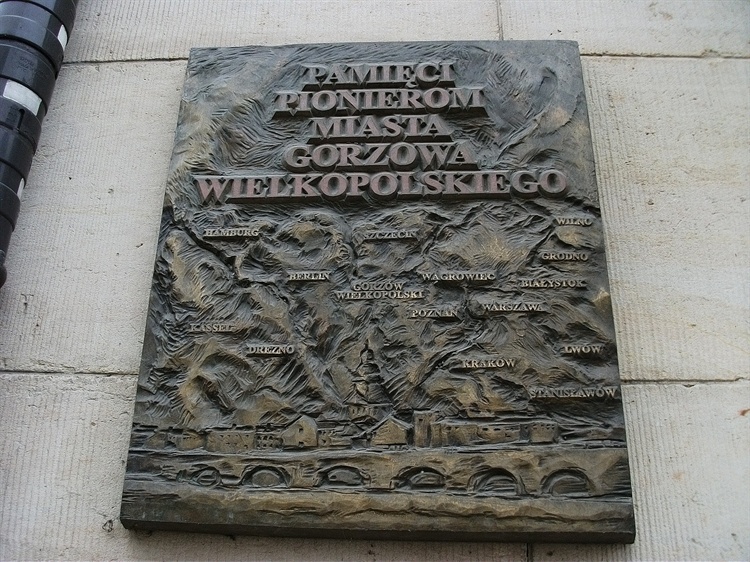 PAMIĘCI
PIONIEROM
MIASTA
GORZOWA
WIELKOPOLSKIEGO
WILNO
HAMBURG SZCZECIN
GRODNO
BERLIN WĄGROWIEC
GORZÓW BIAŁYSTOK
WIELKOPOLSKI
POZNAŃ WARSZAWA
KASSEL
DREZNO LWÓW
KRAKÓW
STANISŁAWÓW